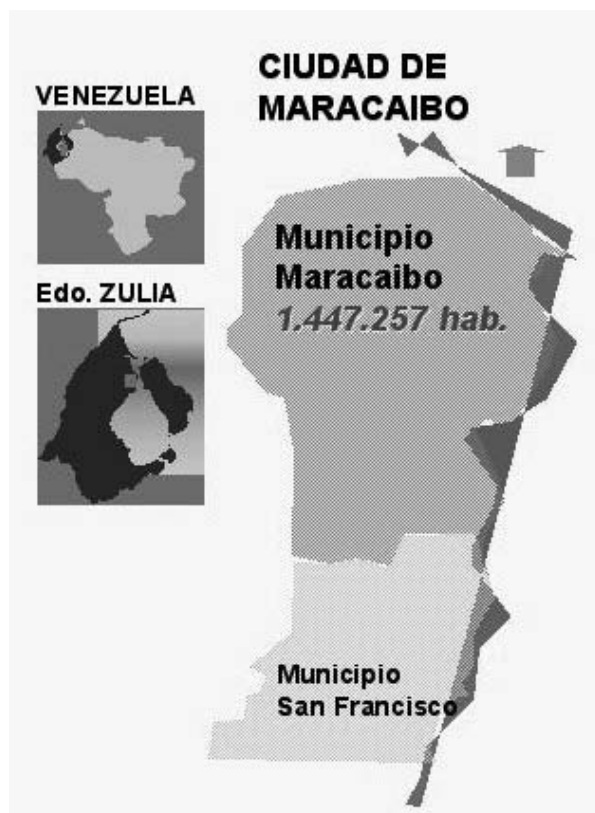 CIUDAD DE
MARACAIBO
VENEZUELA
Edo. ZULIA
Municipio
Maracaibo
1.447.257 hab.
Municipio
San Francisco